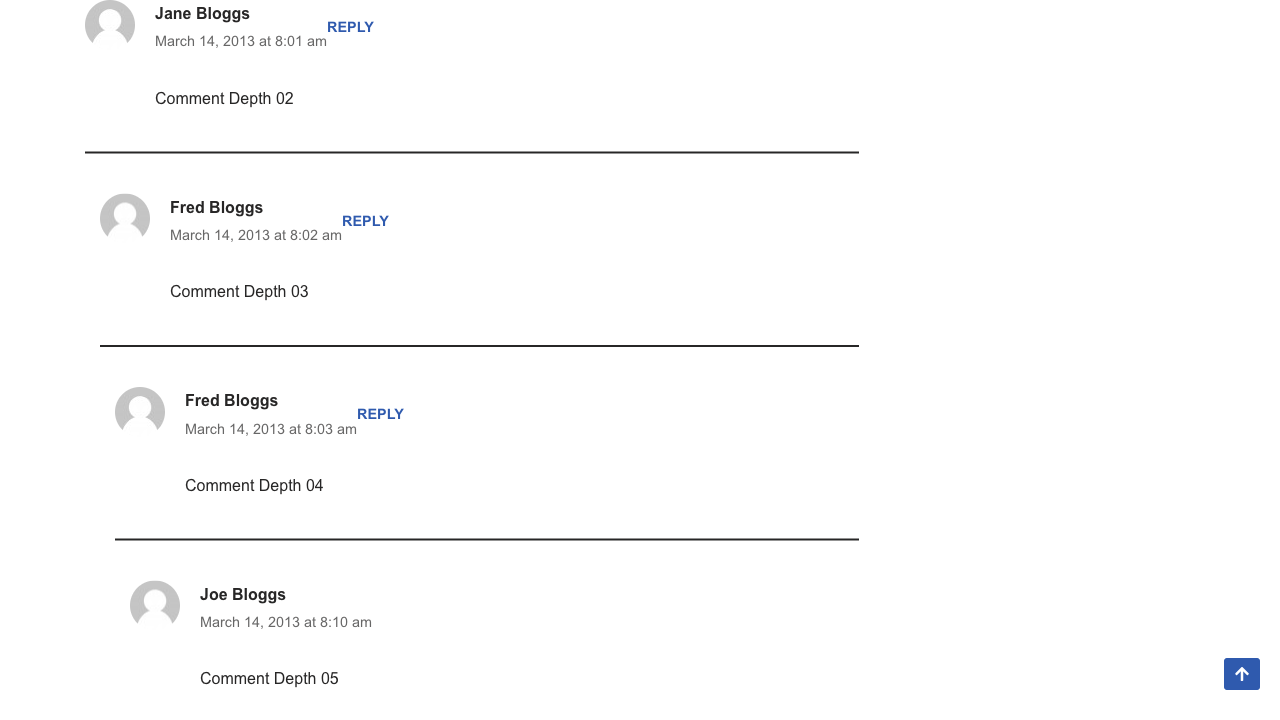 Jane Bloggs
REPLY
March 14, 2013 at 8:01 am
Comment Depth 02
Fred Bloggs
REPLY
March 14, 2013 at 8:02 am
Comment Depth 03
Fred Bloggs
REPLY
March 14, 2013 at 8:03 am
Comment Depth 04
Joe Bloggs
March 14, 2013 at 8:10 am
Comment Depth 05